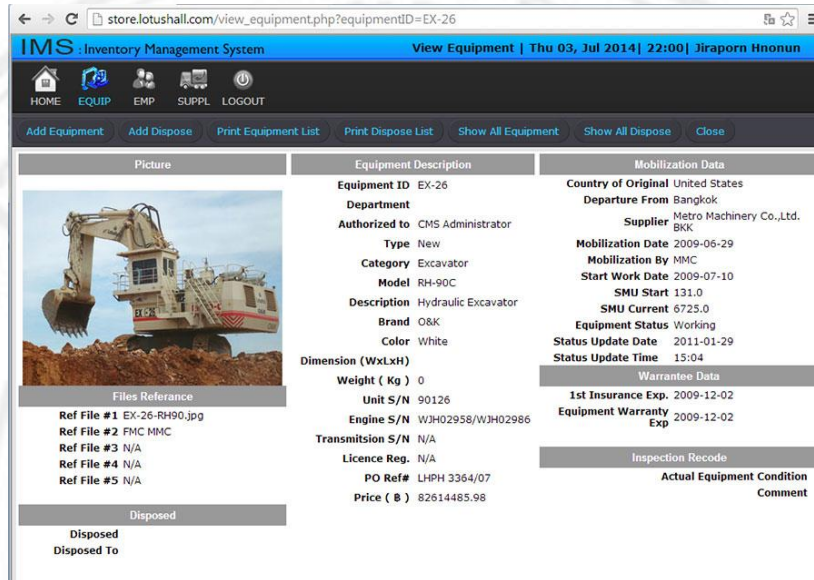 store.lotushall.com/view_equipment.php?equipmentID=EX-26
IMS : Inventory Management System
View Equipment | Thu 03, Jul 2014| 22:00| Jiraporn Hnonun
HOME EQUIP EMP SUPPL LOGOUT
Add Equipment Add Dispose Print Equipment List Print Dispose List Show All Equipment Show All Dispose Close
Picture
EX - 26
Files Referance
Ref File #1 EX-26-RH90.jpg
Ref File #2 FMC MMC
Ref File #3 N/A
Ref File #4 N/A
Ref File #5 N/A
Disposed
Disposed
Disposed To
Equipment Description
Equipment ID EX-26
Department
Authorized to CMS Administrator
Type New
Category Excavator
Model RH-90C
Description Hydraulic Excavator
Brand O&K
Color White
Dimension (WxLxH)
Weight ( Kg ) 0
Unit S/N 90126
Engine S/N WJH02958/WJH02986
Transmitsion S/N N/A
Licence Reg. N/A
PO Ref# LHPH 3364/07
Price ( ฿ ) 82614485.98
Mobilization Data
Country of Original United States
Departure From Bangkok
Supplier Metro Machinery Co.,Ltd.
BKK
Mobilization Date 2009-06-29
Mobilization By MMC
Start Work Date 2009-07-10
SMU Start 131.0
SMU Current 6725.0
Equipment Status Working
Status Update Date 2011-01-29
Status Update Time 15:04
Warrantee Data
1st Insurance Exp. 2009-12-02
Equipment Warranty
Exp 2009-12-02
Inspection Recode
Actual Equipment Condition
Comment